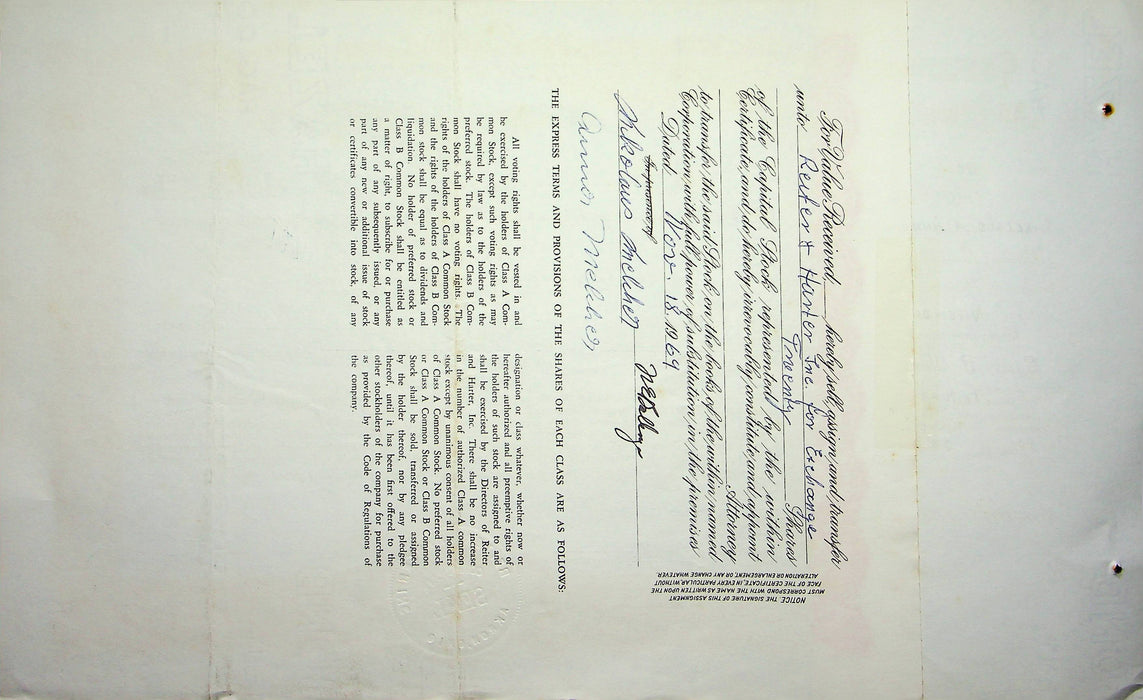 For Value Received, hereby sell, assign and transfer
unto Reiter & Harter Inc for Exchange
Twenty Shares
of the Capital Stock represented by the within
Certificate, and do hereby irrevocably constitute and appoint
Attorney
to transfer the said Stock on the books of the within named
Corporation with full power of substitution in the premises
Dated Nov. 18 1969
In presence of
Nikolaus Melcher
Melcher
NOTICE. THE SIGNATURE OF THIS ASSIGNMENT
MUST CORRESPOND WITH THE NAME AS WRITTEN UPON THE
FACE OF THE CERTIFICATE, IN EVERY PARTICULAR, WITHOUT
ALTERATION OR ENLARGEMENT, OR ANY CHANGE WHATEVER.
THE EXPRESS TERMS AND PROVISIONS OF THE SHARES OF EACH CLASS ARE AS FOLLOWS:
All voting rights shall be vested in and
be exercised by the holders of Class A Com-
mon Stock, except such voting rights as may
be required by law as to the holders of the
preferred stock. The holders of Class B Com-
mon Stock shall have no voting rights. The
rights of the holders of Class A Common Stock
and the rights of the holders of Class B Com-
mon stock shall be equal as to dividends and
liquidation. No holder of preferred stock or
Class B Common Stock shall be entitled as
a matter of right, to subscribe for or purchase
any part of any subsequently issued, or any
part of any new or additional issue of stock
or certificates convertible into stock, of any
designation or class whatever, whether now or
hereafter authorized and all preemptive rights of
the holders of such stock are assigned to and
shall be exercised by the Directors of Reiter
and Harter, Inc. There shall be no increase
in the number of authorized Class A common
stock except by unanimous consent of all holders
of Class A Common Stock. No preferred stock
or Class A Common Stock or Class B Common
Stock shall be sold, transferred or assigned
by the holder thereof, nor by any pledgee
thereof, until it has been first offered to the
other stockholders of the company for purchase
as provided by the Code of Regulations of
the company.